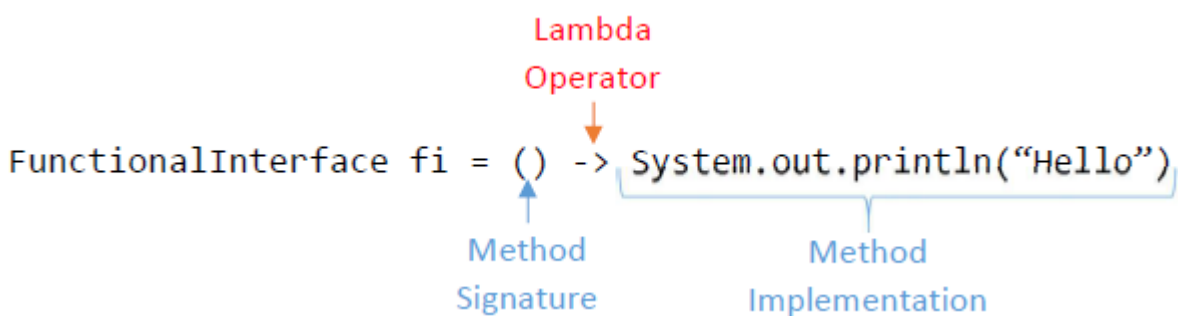 Lambda
Operator
FunctionalInterface fi = () -> System.out.println(“Hello”)
Method
Signature
Method
Implementation